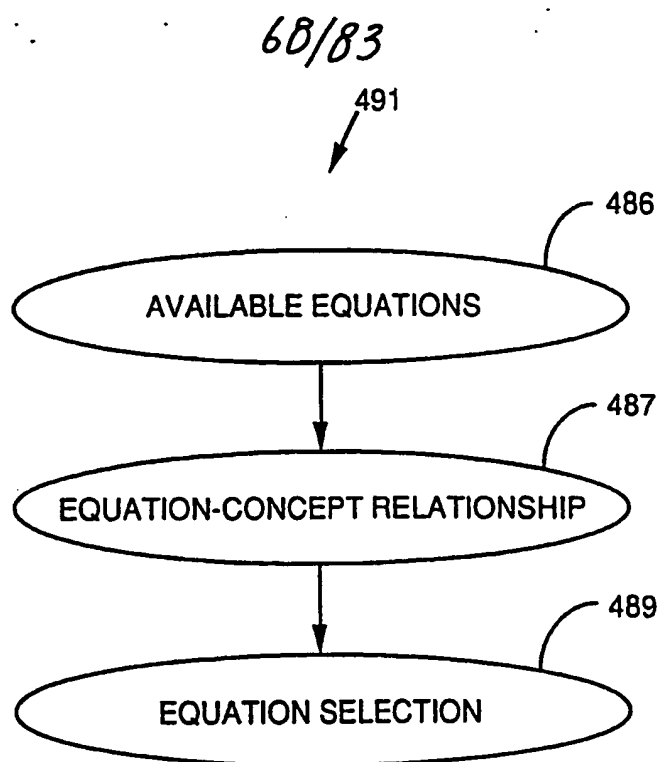 68/83
491
486
AVAILABLE EQUATIONS
487
EQUATION-CONCEPT RELATIONSHIP
489
EQUATION SELECTION